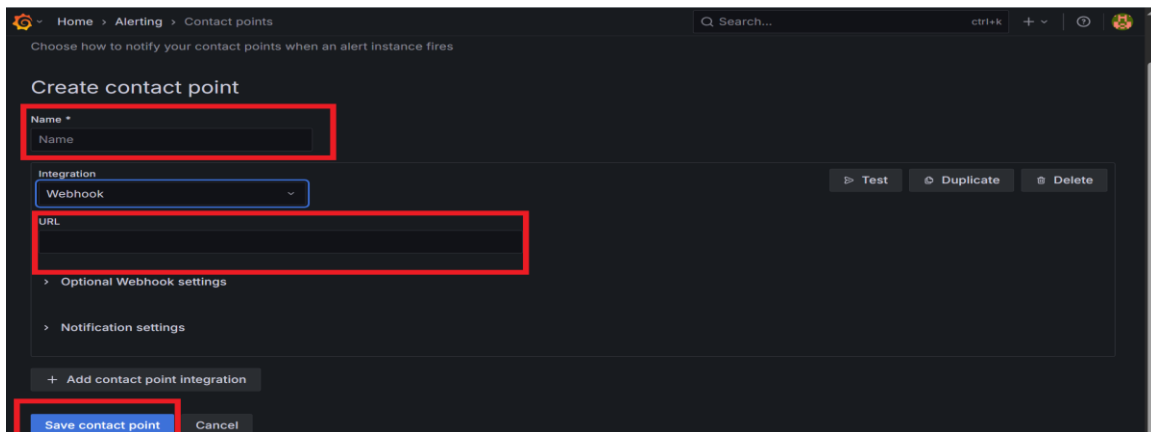 Home > Alerting > Contact points
Search...
ctrl+k
Choose how to notify your contact points when an alert instance fires
Create contact point
Name *
Name
Integration
Webhook
Test
Duplicate
Delete
URL
> Optional Webhook settings
> Notification settings
+ Add contact point integration
Save contact point
Cancel